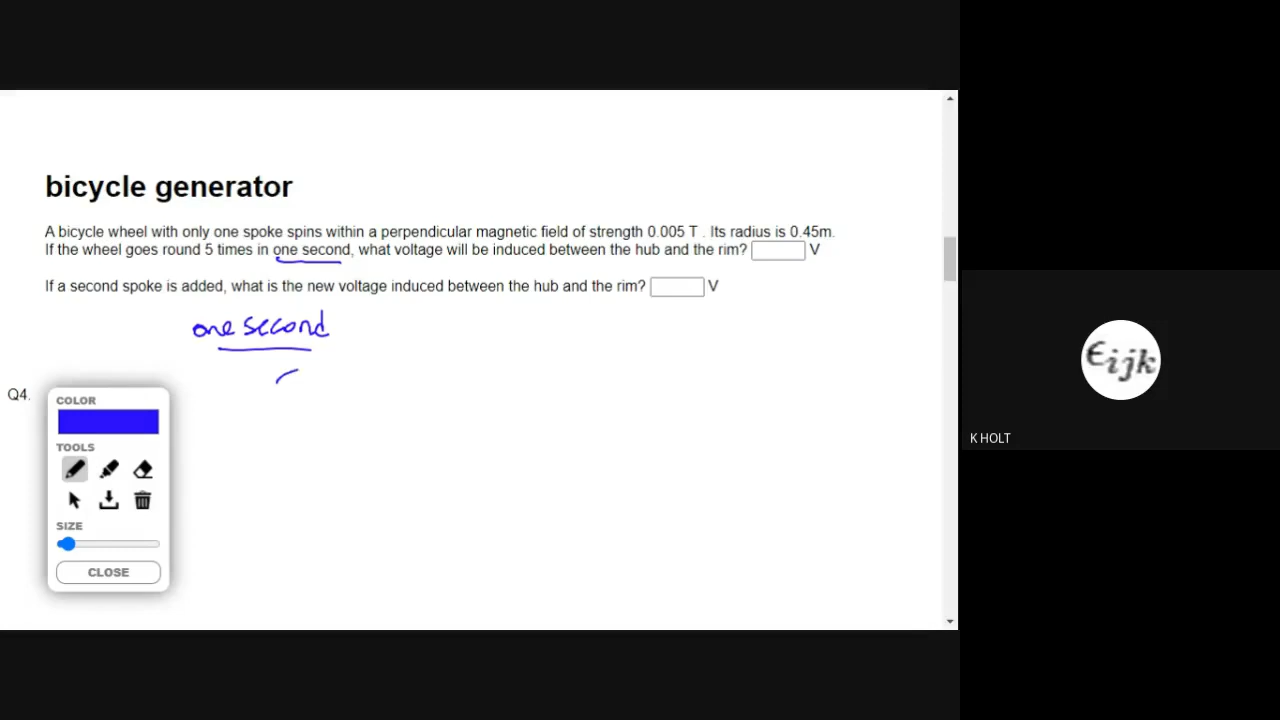 bicycle generator
A bicycle wheel with only one spoke spins within a perpendicular magnetic field of strength 0.005 T . Its radius is 0.45m.
If the wheel goes round 5 times in one second, what voltage will be induced between the hub and the rim? V
If a second spoke is added, what is the new voltage induced between the hub and the rim? V
one second
Q4.
COLOR
TOOLS
SIZE
CLOSE
ϵijk
K HOLT